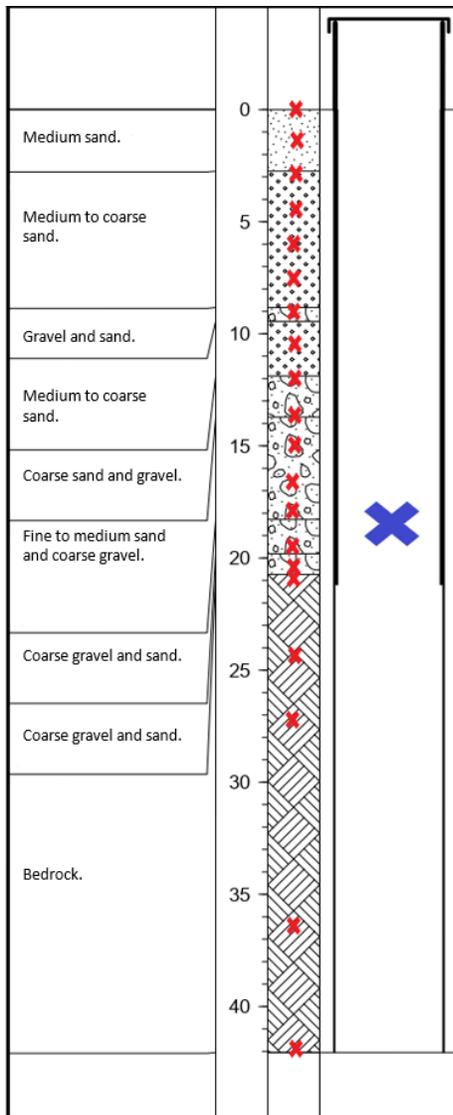 0
Medium sand.
Medium to coarse
sand.
5
Gravel and sand.
10
Medium to coarse
sand.
15
Coarse sand and gravel.
Fine to medium sand
and coarse gravel.
20
Coarse gravel and sand.
25
Coarse gravel and sand.
30
Bedrock.
35
40